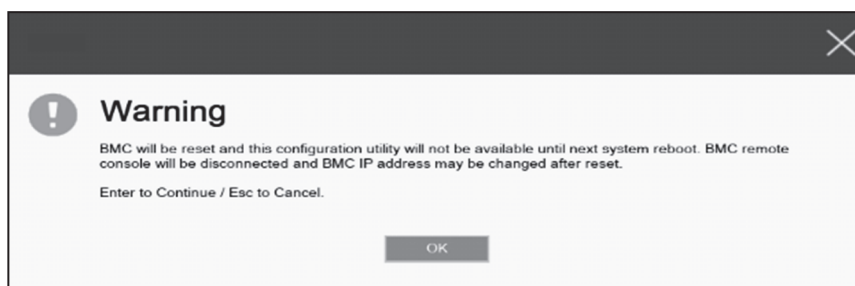 Warning
BMC will be reset and this configuration utility will not be available until next system reboot. BMC remote
console will be disconnected and BMC IP address may be changed after reset.
Enter to Continue / Esc to Cancel.
OK